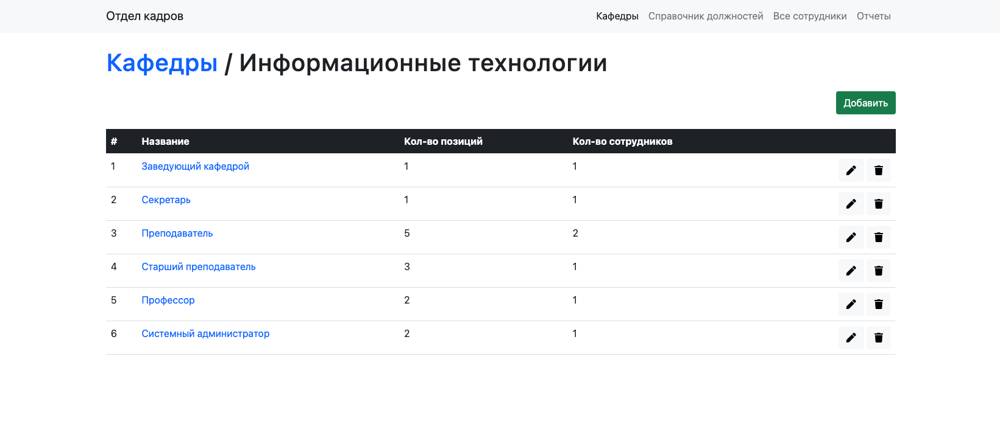 Отдел кадров Кафедры Справочник должностей Все сотрудники Отчеты
Кафедры / Информационные технологии
Добавить
# Название Кол-во позиций Кол-во сотрудников
1 Заведующий кафедрой 1 1
2 Секретарь 1 1
3 Преподаватель 5 2
4 Старший преподаватель 3 1
5 Профессор 2 1
6 Системный администратор 2 1